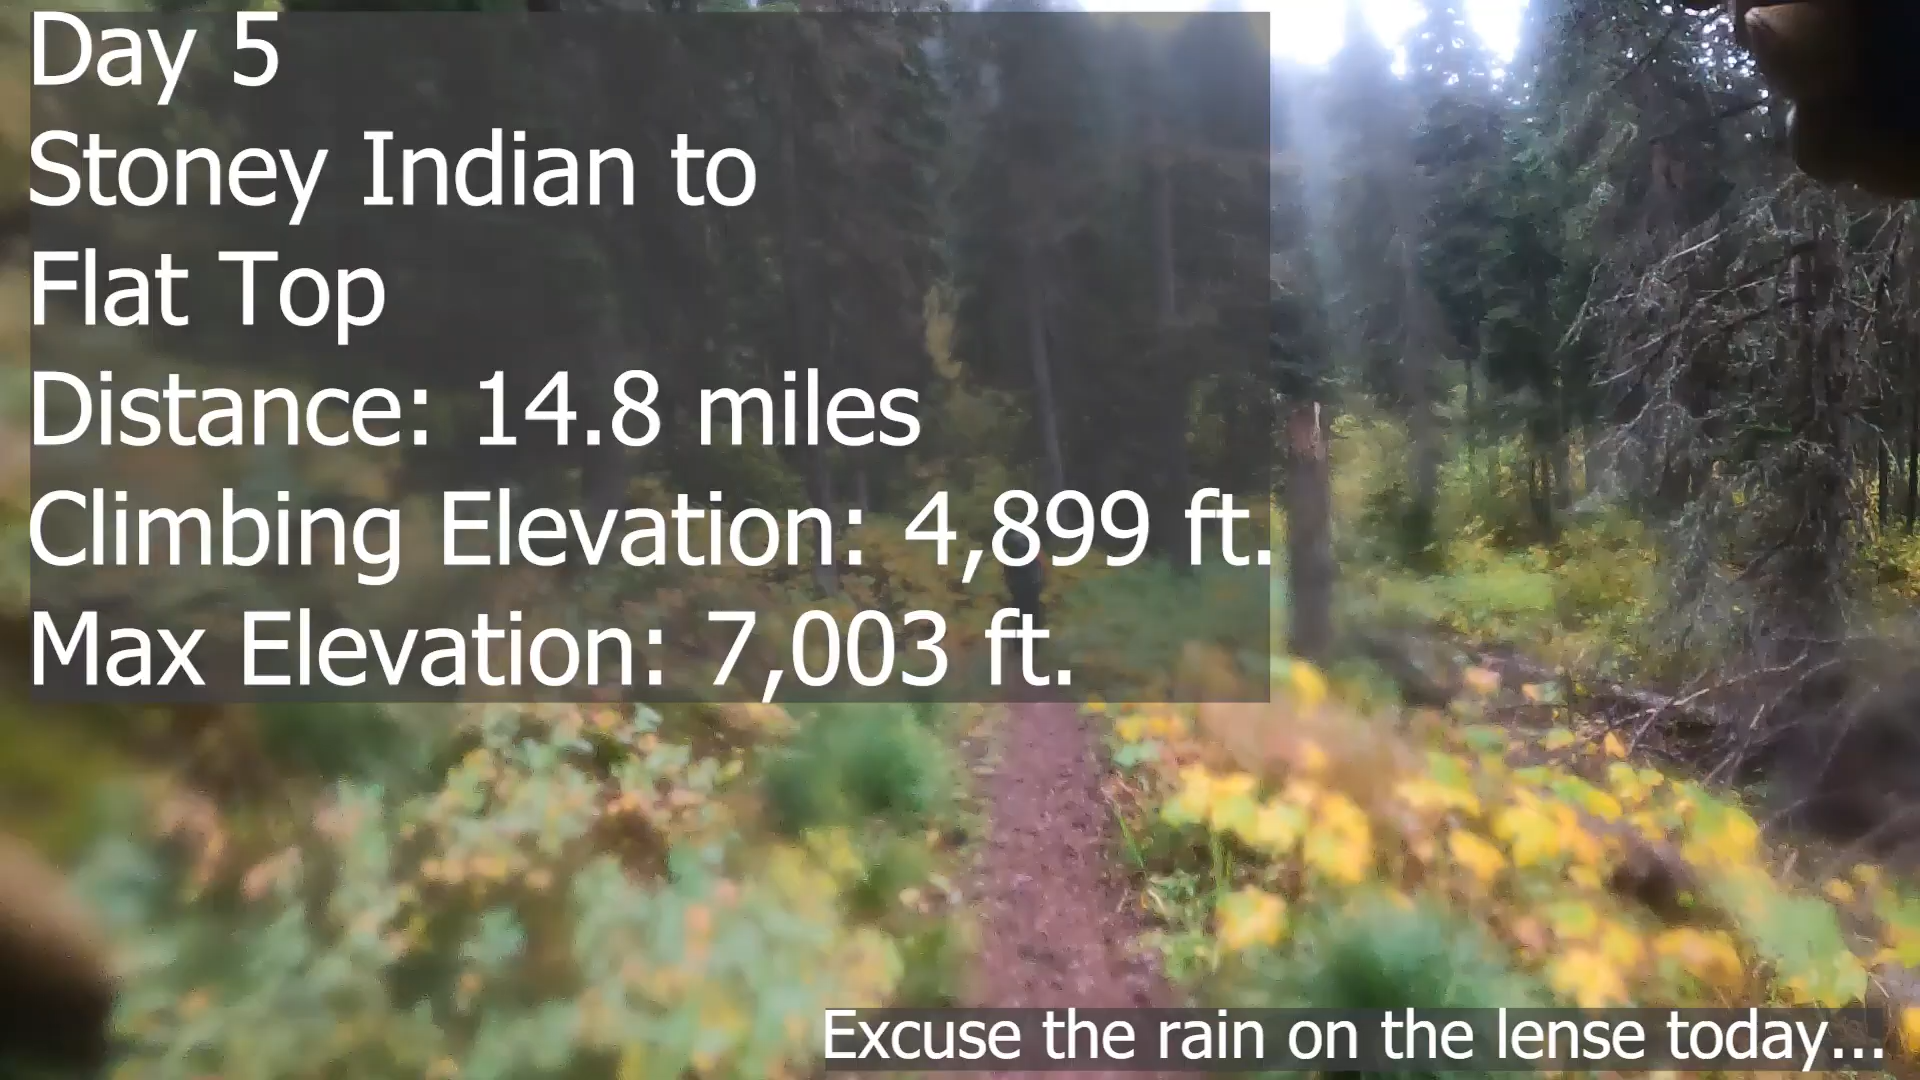 Day 5
Stoney Indian to
Flat Top
Distance: 14.8 miles
Climbing Elevation: 4,899 ft.
Max Elevation: 7,003 ft.
Excuse the rain on the lense today...